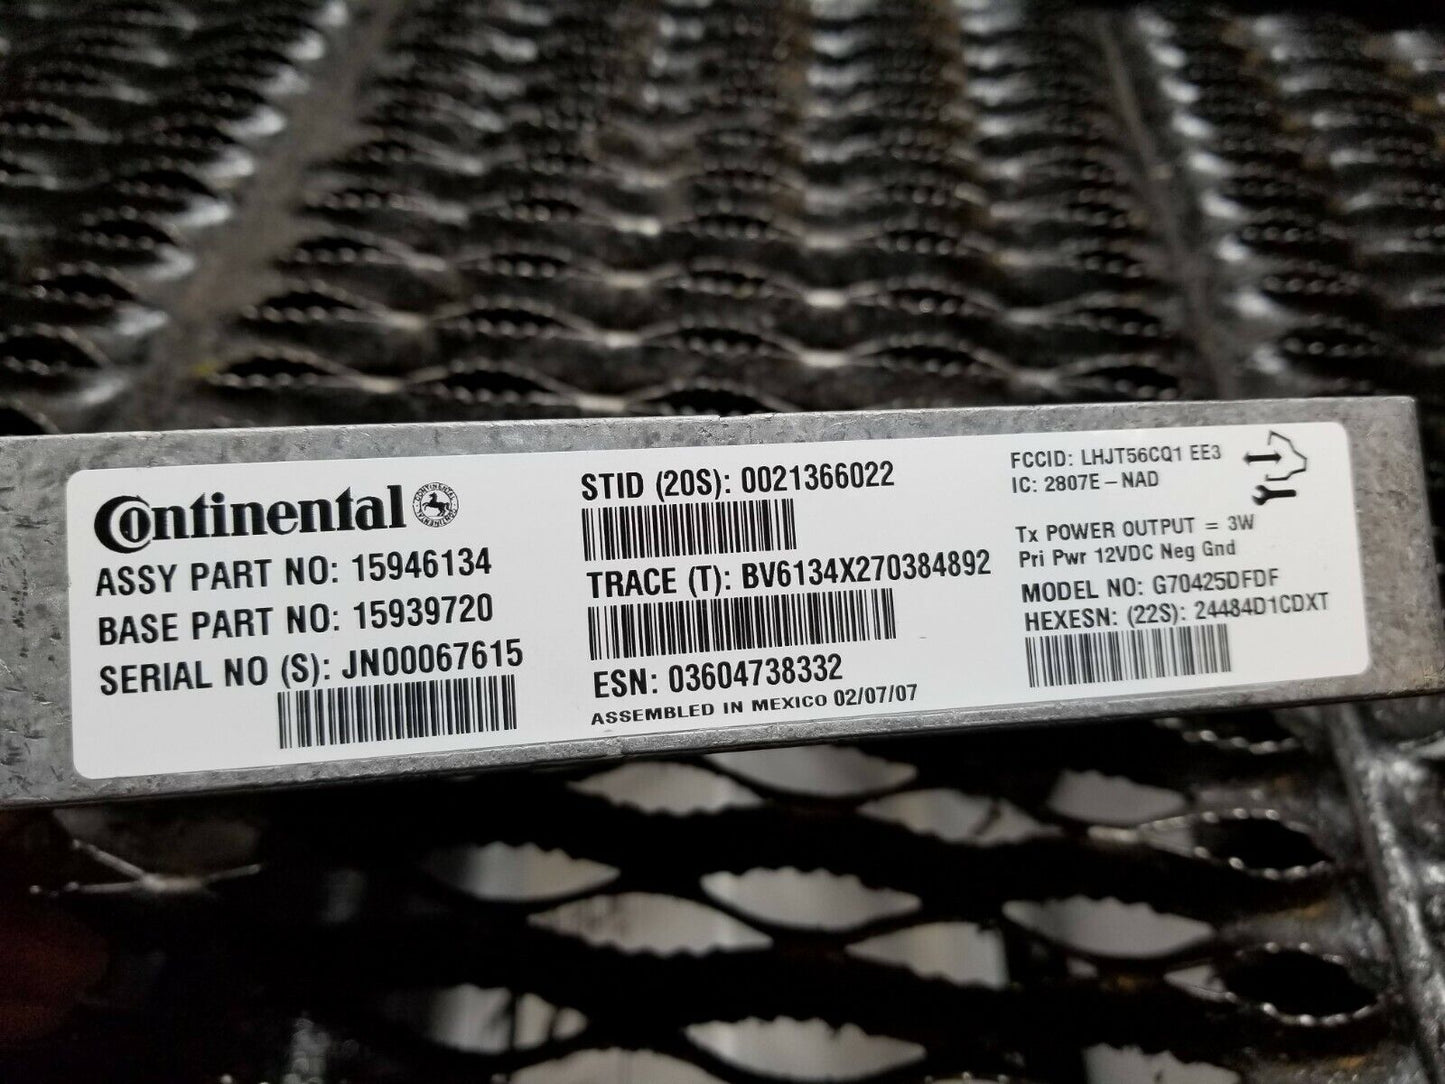 Continental
CONTINENTAL CONTINENTAL
ASSY PART NO: 15946134
BASE PART NO: 15939720
SERIAL NO (S): JN00067615
STID (20S): 0021366022
TRACE (T): BV6134X270384892
ESN: 03604738332
ASSEMBLED IN MEXICO 02/07/07
FCCID: LHJT56CQ1 EE3
IC: 2807E-NAD
Tx POWER OUTPUT = 3W
Pri Pwr 12VDC Neg Gnd
MODEL NO: G70425DFDF
HEXESN: (22S): 24484D1CDXT